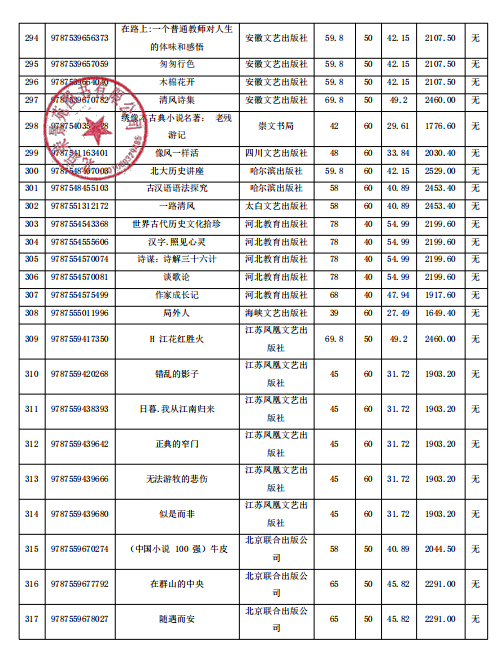 294 9787539656373 在路上:一个普通教师对人生的体味和感悟 安徽文艺出版社 59.8 50 42.15 2107.50 无
295 9787539657059 匆匆行色 安徽文艺出版社 59.8 50 42.15 2107.50 无
296 9787539664040 木棉花开 安徽文艺出版社 59.8 50 42.15 2107.50 无
297 9787539670782 清风诗集 安徽文艺出版社 69.8 50 49.2 2460.00 无
298 绣像本古典小说名著： 老残游记 崇文书局 42 60 29.61 1776.60 无
299 9787541163401 像风一样活 四川文艺出版社 48 60 33.84 2030.40 无
300 9787548407003 北大历史讲座 哈尔滨出版社 59.8 60 42.15 2529.00 无
301 9787548455103 古汉语语法探究 哈尔滨出版社 58 60 40.89 2453.40 无
302 9787551312172 一路清风 太白文艺出版社 58 60 40.89 2453.40 无
303 9787554543368 世界古代历史文化拾珍 河北教育出版社 78 40 54.99 2199.60 无
304 9787554555606 汉字.照见心灵 河北教育出版社 78 40 54.99 2199.60 无
305 9787554570074 诗谋: 诗解三十六计 河北教育出版社 78 40 54.99 2199.60 无
306 9787554570081 谈歌论 河北教育出版社 78 40 54.99 2199.60 无
307 9787554575499 作家成长记 河北教育出版社 68 40 47.94 1917.60 无
308 9787555011996 局外人 海峡文艺出版社 39 60 27.49 1649.40 无
309 9787559417350 日江花红胜火 江苏凤凰文艺出版社 69.8 50 49.2 2460.00 无
310 9787559420268 错乱的影子 江苏凤凰文艺出版社 45 60 31.72 1903.20 无
311 9787559438393 日暮.我从江南归来 江苏凤凰文艺出版社 45 60 31.72 1903.20 无
312 9787559439642 正典的窄门 江苏凤凰文艺出版社 45 60 31.72 1903.20 无
313 9787559439666 无法游牧的悲伤 江苏凤凰文艺出版社 45 60 31.72 1903.20 无
314 9787559439680 似是而非 江苏凤凰文艺出版社 45 60 31.72 1903.20 无
315 9787559670274 （中国小说 100 强）牛皮 北京联合出版公司 58 50 40.89 2044.50 无
316 9787559677792 在群山的中央 北京联合出版公司 65 50 45.82 2291.00 无
317 9787559678027 随遇而安 北京联合出版公司 65 50 45.82 2291.00 无